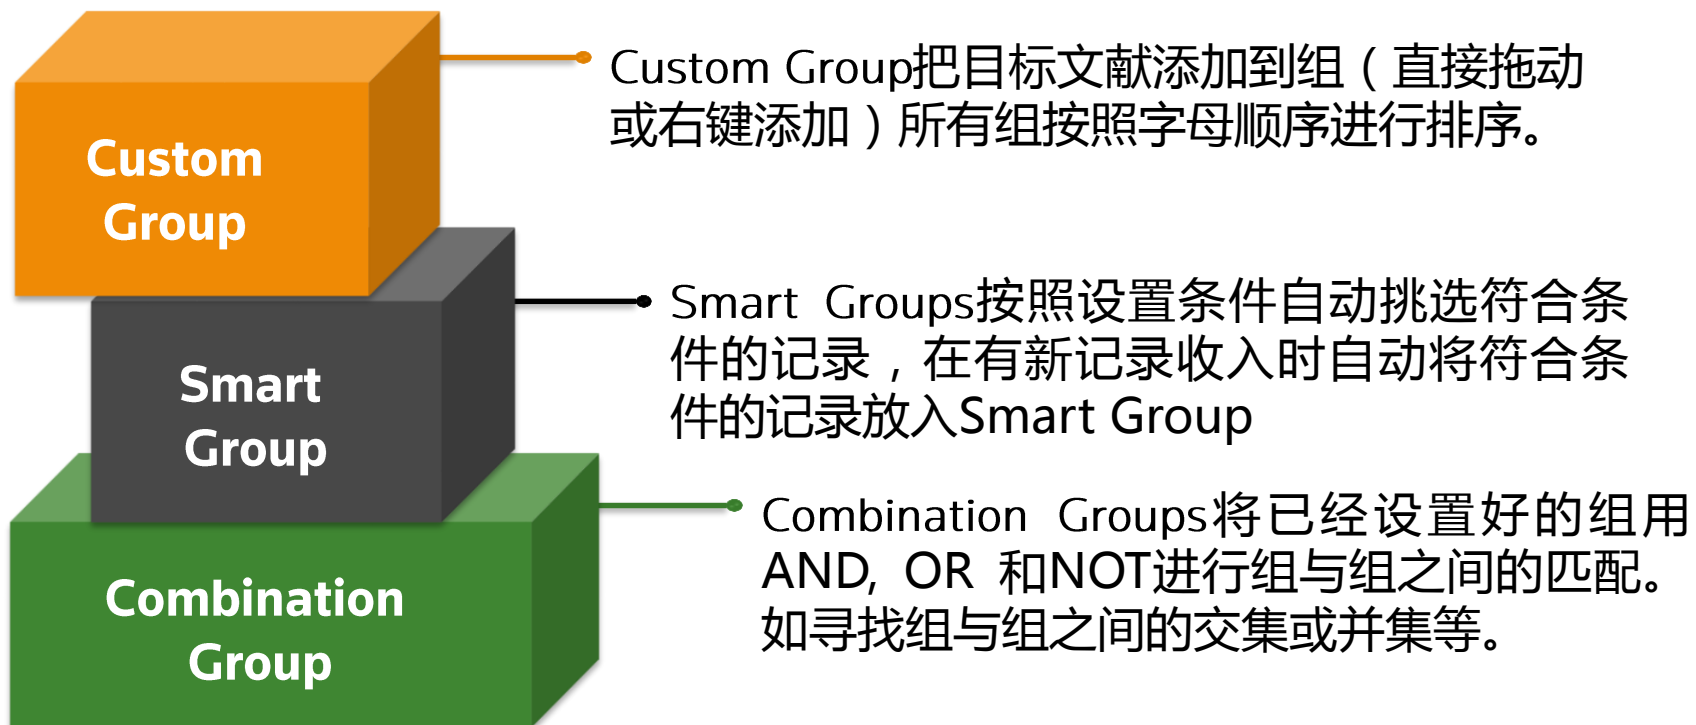 Custom
Group
Custom Group把目标文献添加到组（直接拖动
或右键添加）所有组按照字母顺序进行排序。
Smart
Group
Smart Groups按照设置条件自动挑选符合条
件的记录，在有新记录收入时自动将符合条
件的记录放入Smart Group
Combination
Group
Combination Groups将已经设置好的组用
AND, OR 和NOT进行组与组之间的匹配。
如寻找组与组之间的交集或并集等。